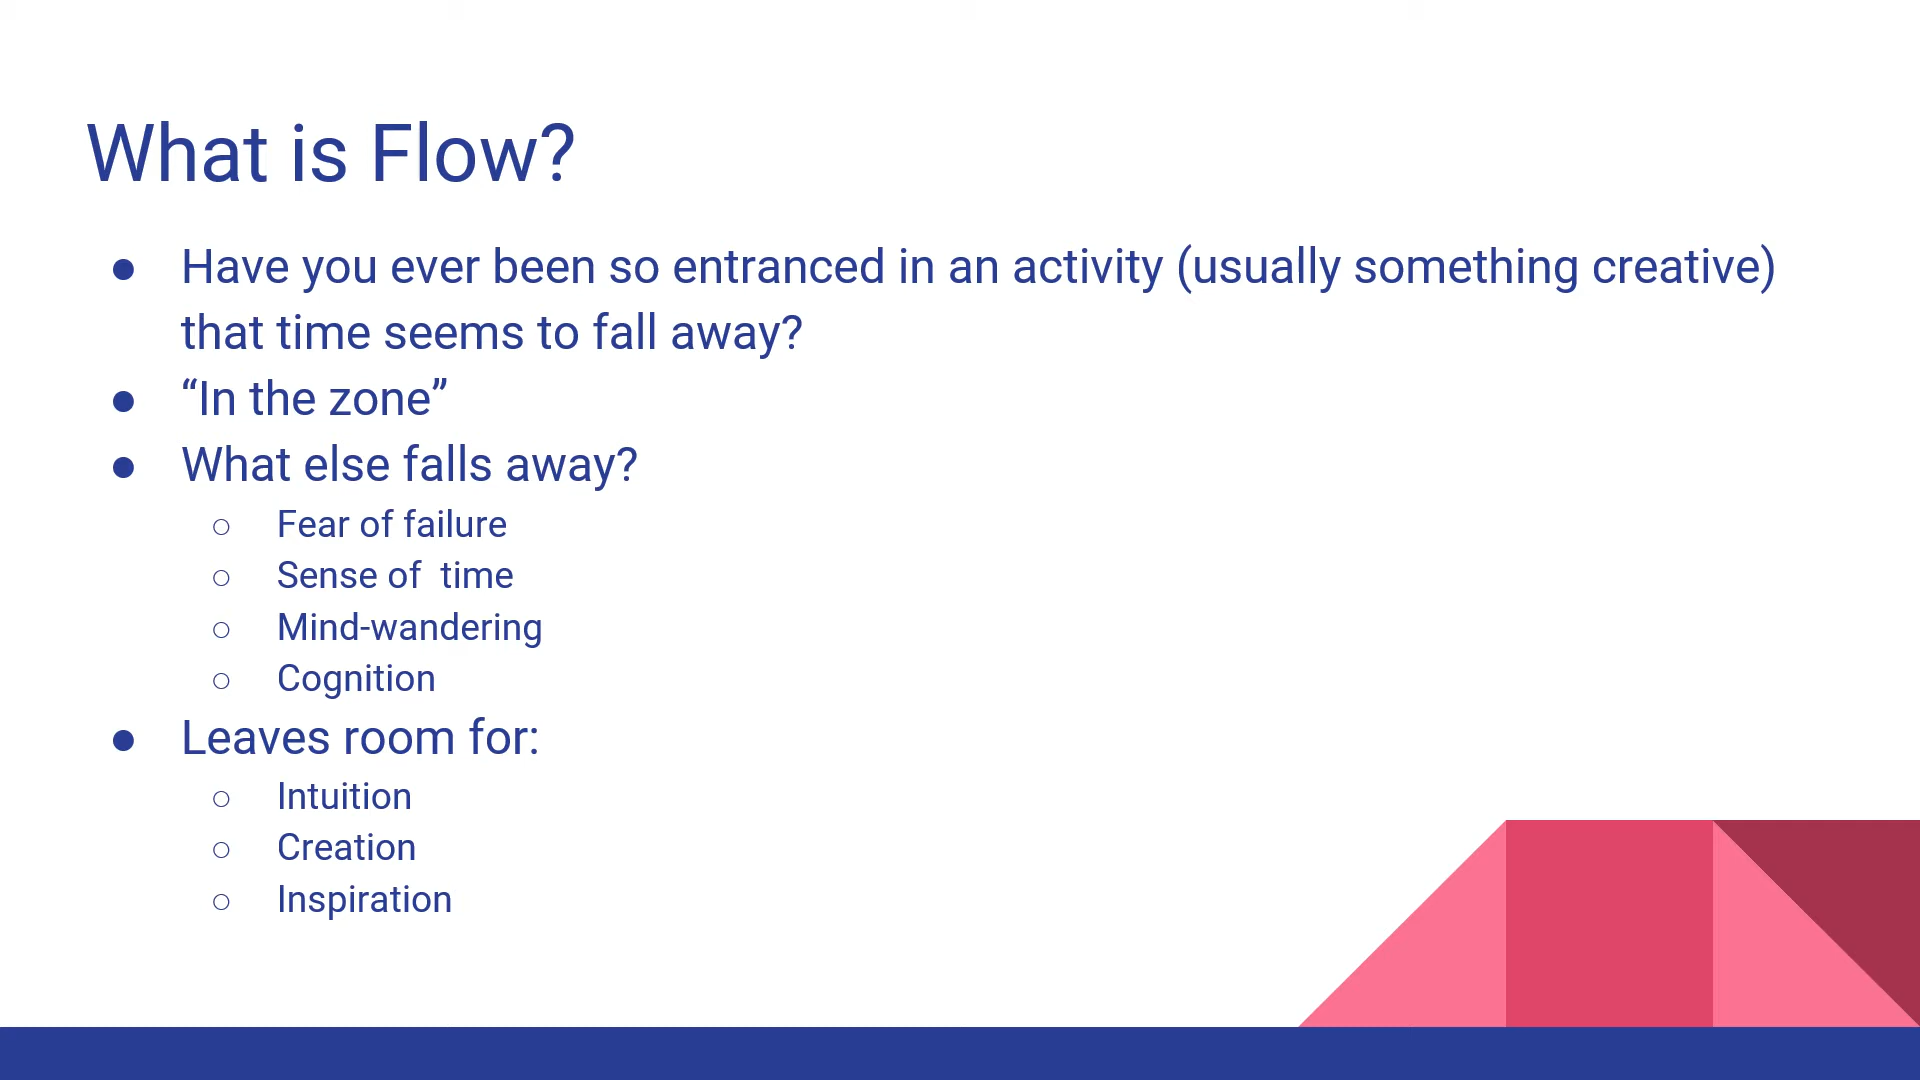 What is Flow?
● Have you ever been so entranced in an activity (usually something creative)
that time seems to fall away?
● “In the zone”
● What else falls away?
○ Fear of failure
○ Sense of  time
○ Mind-wandering
○ Cognition
● Leaves room for:
○ Intuition
○ Creation
○ Inspiration